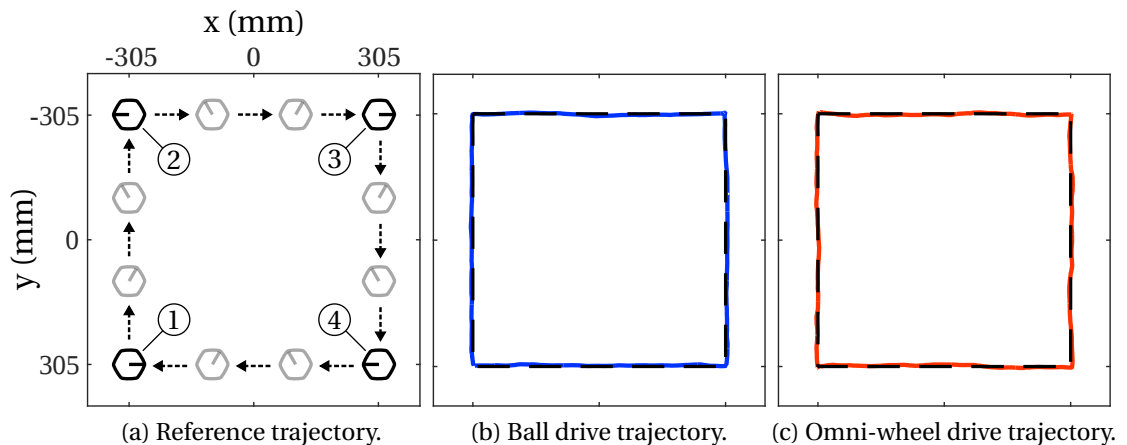 x (mm)
-305 0 305
-305
② ③
y (mm)
0
① ④
305
(a) Reference trajectory. (b) Ball drive trajectory. (c) Omni-wheel drive trajectory.